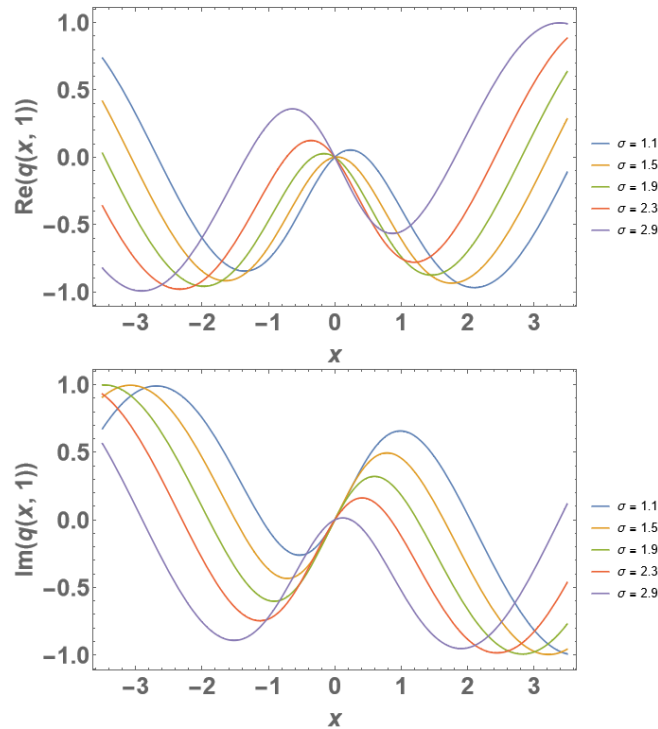 Re(q(x, 1))
1.0
0.5
0.0
−0.5
−1.0
−3 −2 −1 0 1 2 3
x
σ = 1.1
σ = 1.5
σ = 1.9
σ = 2.3
σ = 2.9
Im(q(x, 1))
1.0
0.5
0.0
−0.5
−1.0
−3 −2 −1 0 1 2 3
x
σ = 1.1
σ = 1.5
σ = 1.9
σ = 2.3
σ = 2.9